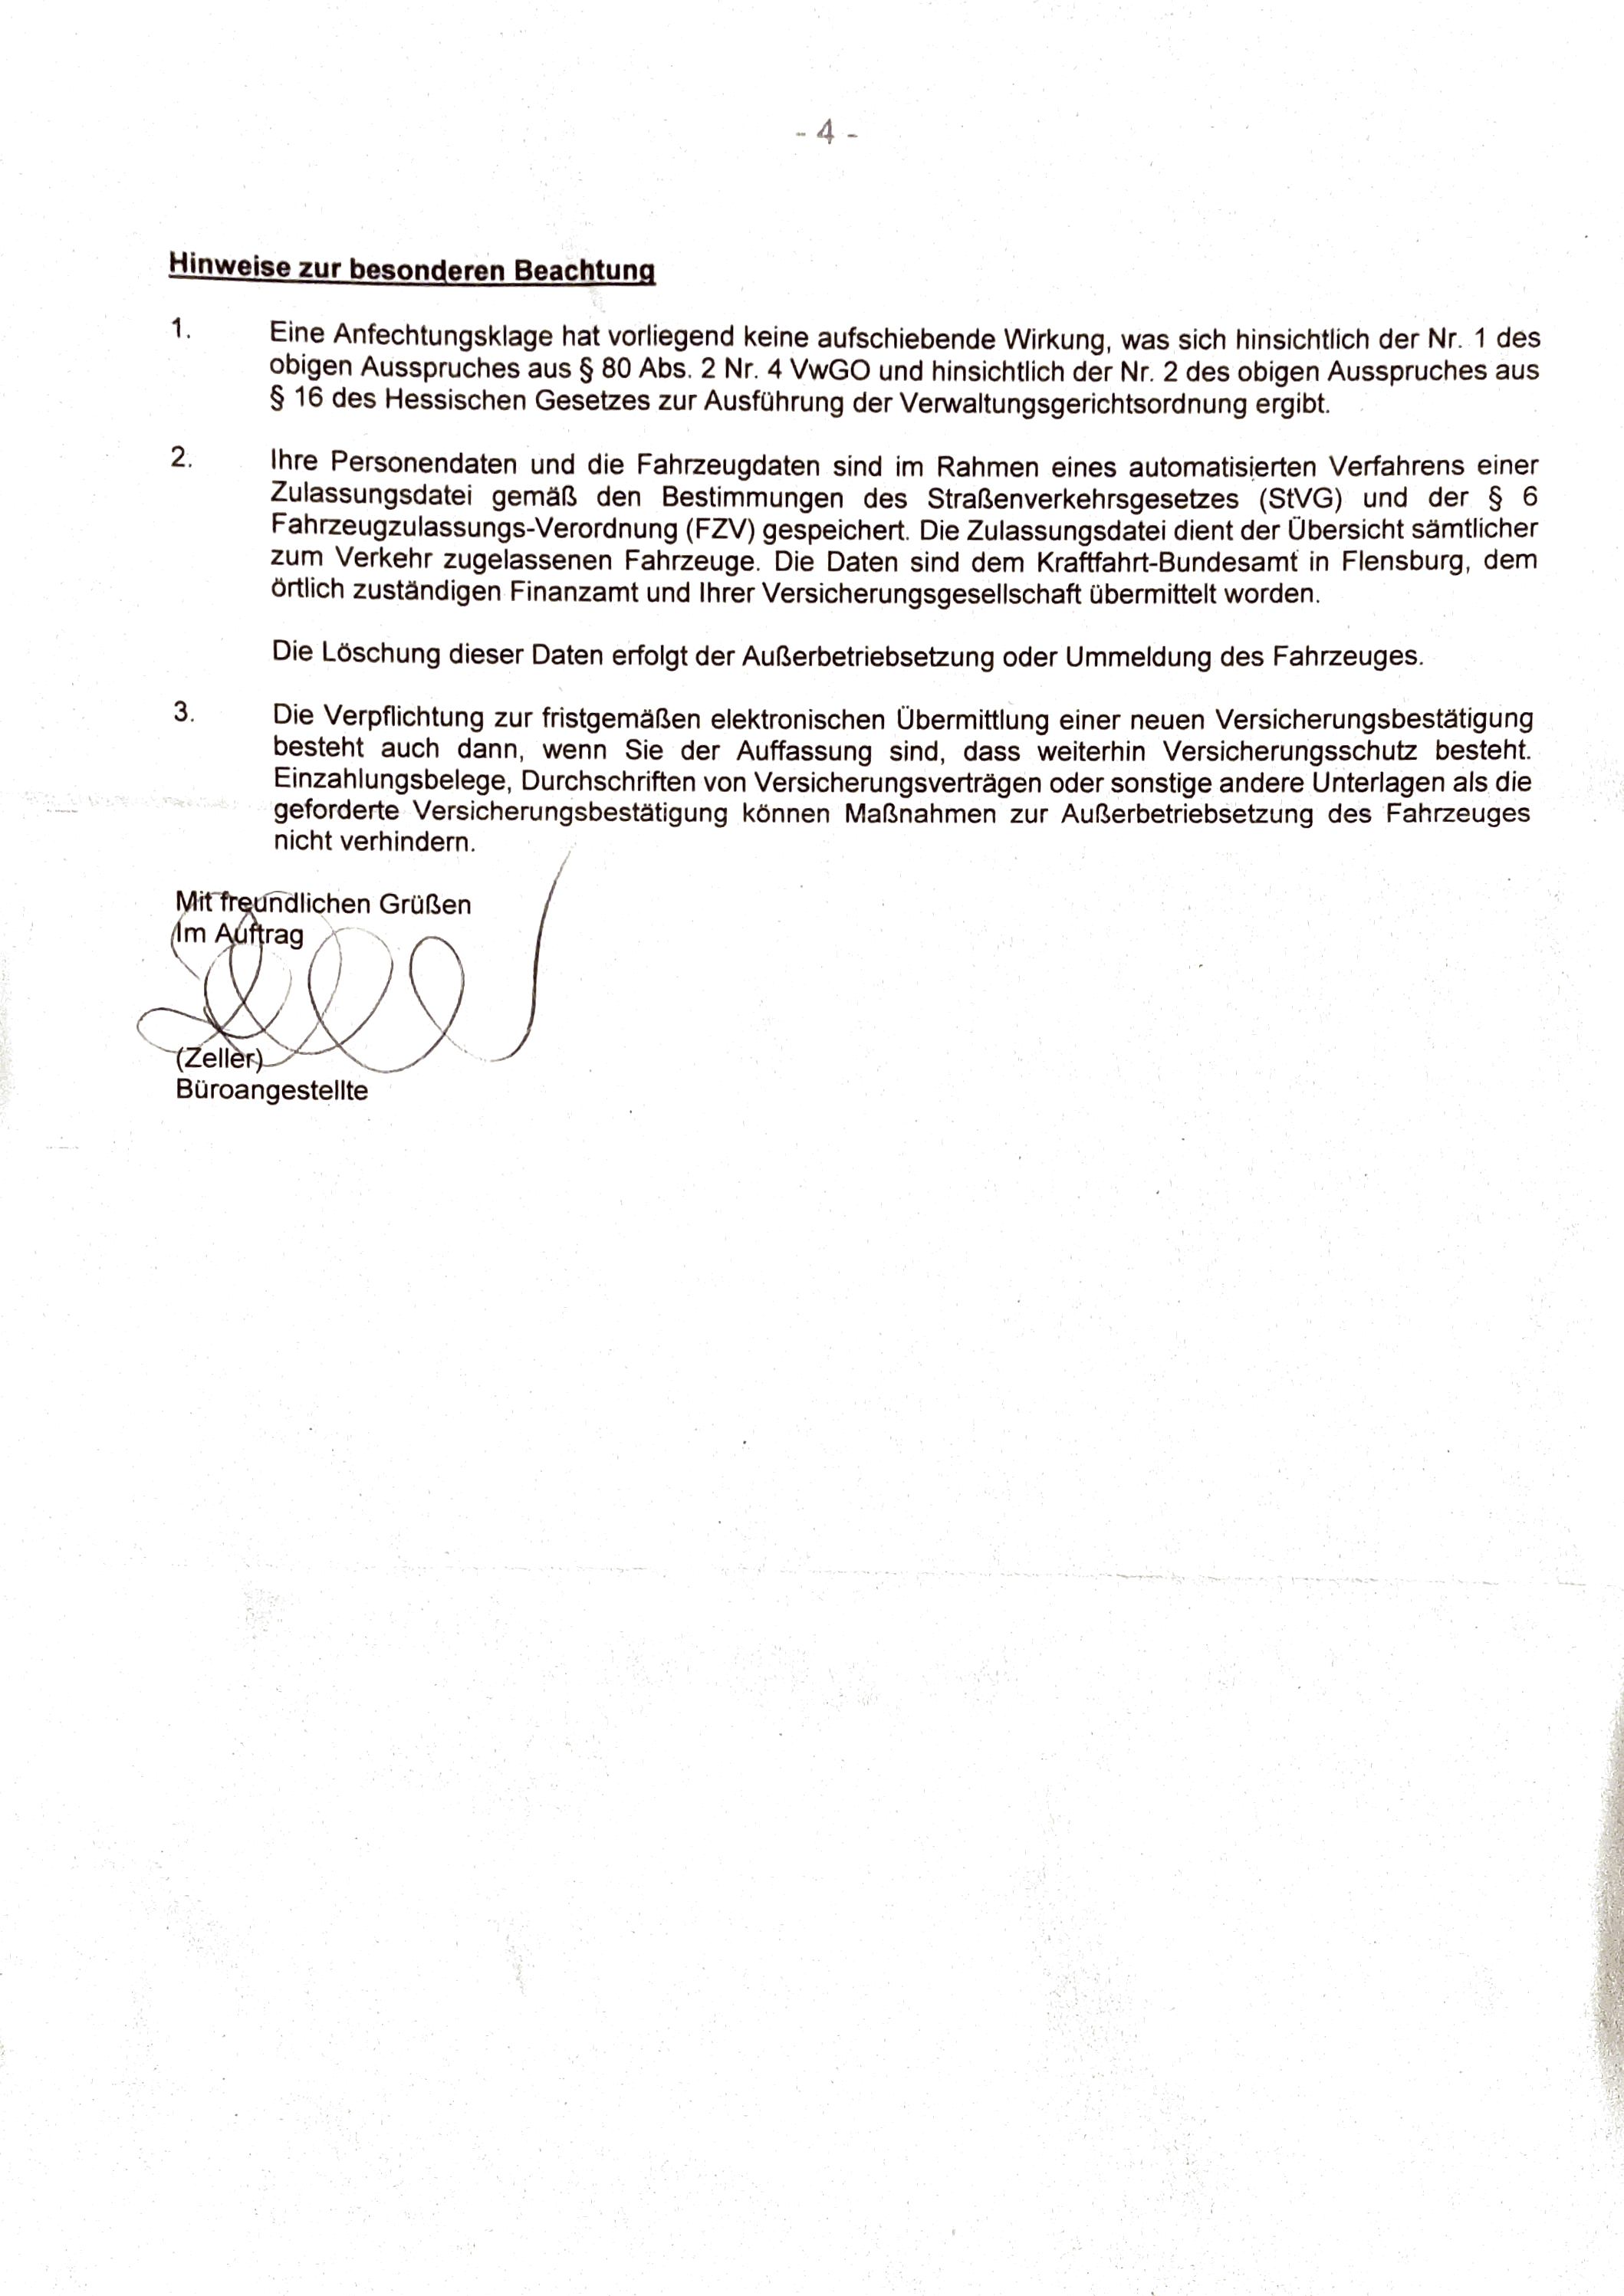 - 4 -
Hinweise zur besonderen Beachtung
1. Eine Anfechtungsklage hat vorliegend keine aufschiebende Wirkung, was sich hinsichtlich der Nr. 1 des
obigen Ausspruches aus § 80 Abs. 2 Nr. 4 VwGO und hinsichtlich der Nr. 2 des obigen Ausspruches aus
§ 16 des Hessischen Gesetzes zur Ausführung der Verwaltungsgerichtsordnung ergibt.
2. Ihre Personendaten und die Fahrzeugdaten sind im Rahmen eines automatisierten Verfahrens einer
Zulassungsdatei gemäß den Bestimmungen des Straßenverkehrsgesetzes (StVG) und der § 6
Fahrzeugzulassungs-Verordnung (FZV) gespeichert. Die Zulassungsdatei dient der Übersicht sämtlicher
zum Verkehr zugelassenen Fahrzeuge. Die Daten sind dem Kraftfahrt-Bundesamt in Flensburg, dem
örtlich zuständigen Finanzamt und Ihrer Versicherungsgesellschaft übermittelt worden.
Die Löschung dieser Daten erfolgt der Außerbetriebsetzung oder Ummeldung des Fahrzeuges.
3. Die Verpflichtung zur fristgemäßen elektronischen Übermittlung einer neuen Versicherungsbestätigung
besteht auch dann, wenn Sie der Auffassung sind, dass weiterhin Versicherungsschutz besteht.
Einzahlungsbelege, Durchschriften von Versicherungsverträgen oder sonstige andere Unterlagen als die
geforderte Versicherungsbestätigung können Maßnahmen zur Außerbetriebsetzung des Fahrzeuges
nicht verhindern.
Mit freundlichen Grüßen
Im Auftrag
(Zeller)
Büroangestellte